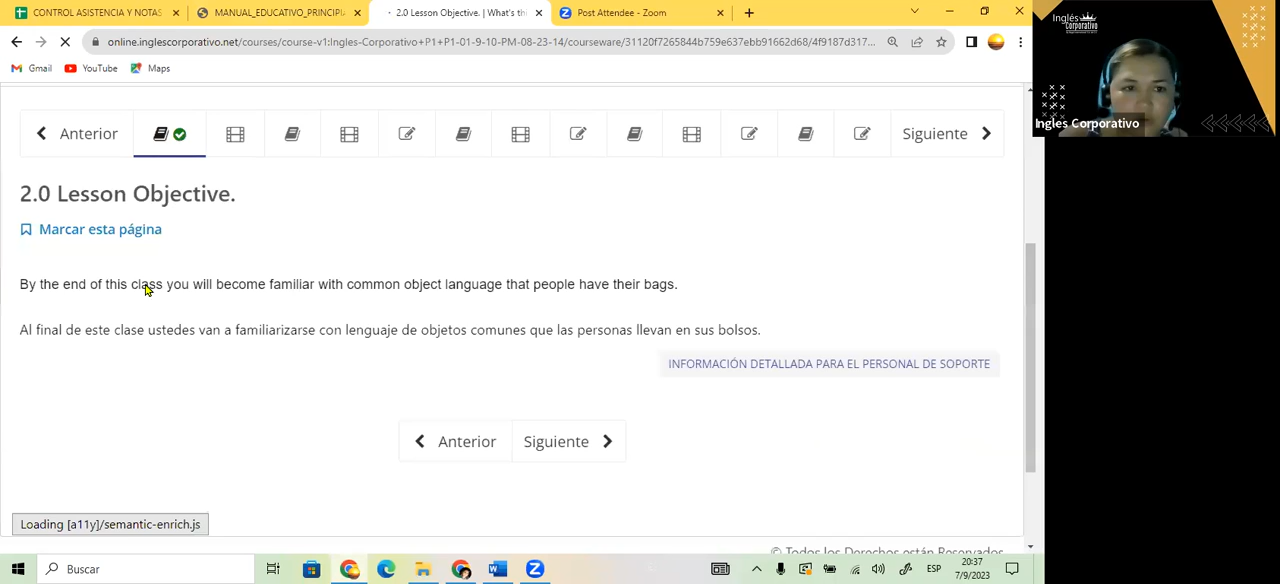 CONTROL ASISTENCIA Y NOTAS
MANUAL_EDUCATIVO_PRINCIPI
2.0 Lesson Objective. | What's th
Post Attendee - Zoom
online.inglescorporativo.net/courses/course-v1:Ingles-Corporativo+P1+P1-01-9-10-PM-08-23-14/courseware/31120f7265844b759e637ebb91662d68/4f9187d317...
Gmail
YouTube
Maps
Inglés
Corporativo
Ingles Corporativo
Anterior
Siguiente
2.0 Lesson Objective.
Marcar esta página
By the end of this class you will become familiar with common object language that people have their bags.
Al final de este clase ustedes van a familiarizarse con lenguaje de objetos comunes que las personas llevan en sus bolsos.
INFORMACIÓN DETALLADA PARA EL PERSONAL DE SOPORTE
Anterior
Siguiente
Loading [a11y]/semantic-enrich.js
© Todos los Derechos están Reservados
Buscar
ESP
20:37
7/9/2023